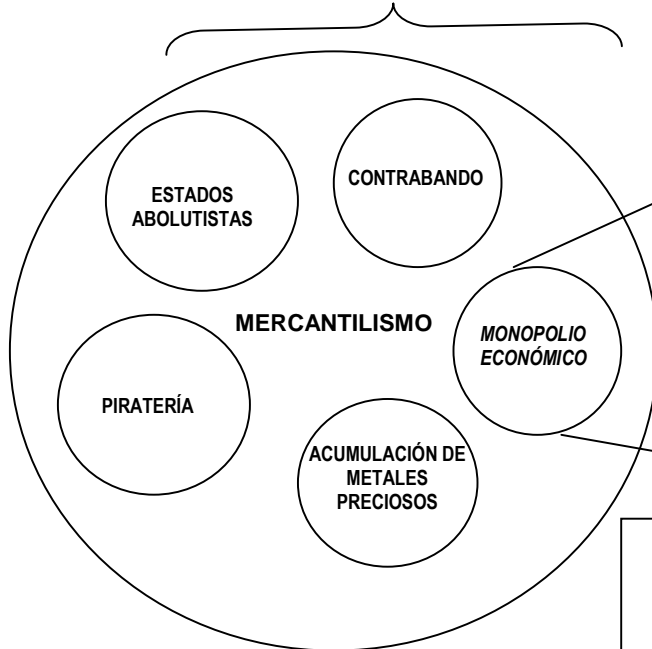 ESTADOS
ABOLUTISTAS
CONTRABANDO
MERCANTILISMO
MONOPOLIO
ECONÓMICO
PIRATERÍA
ACUMULACIÓN DE
METALES
PRECIOSOS